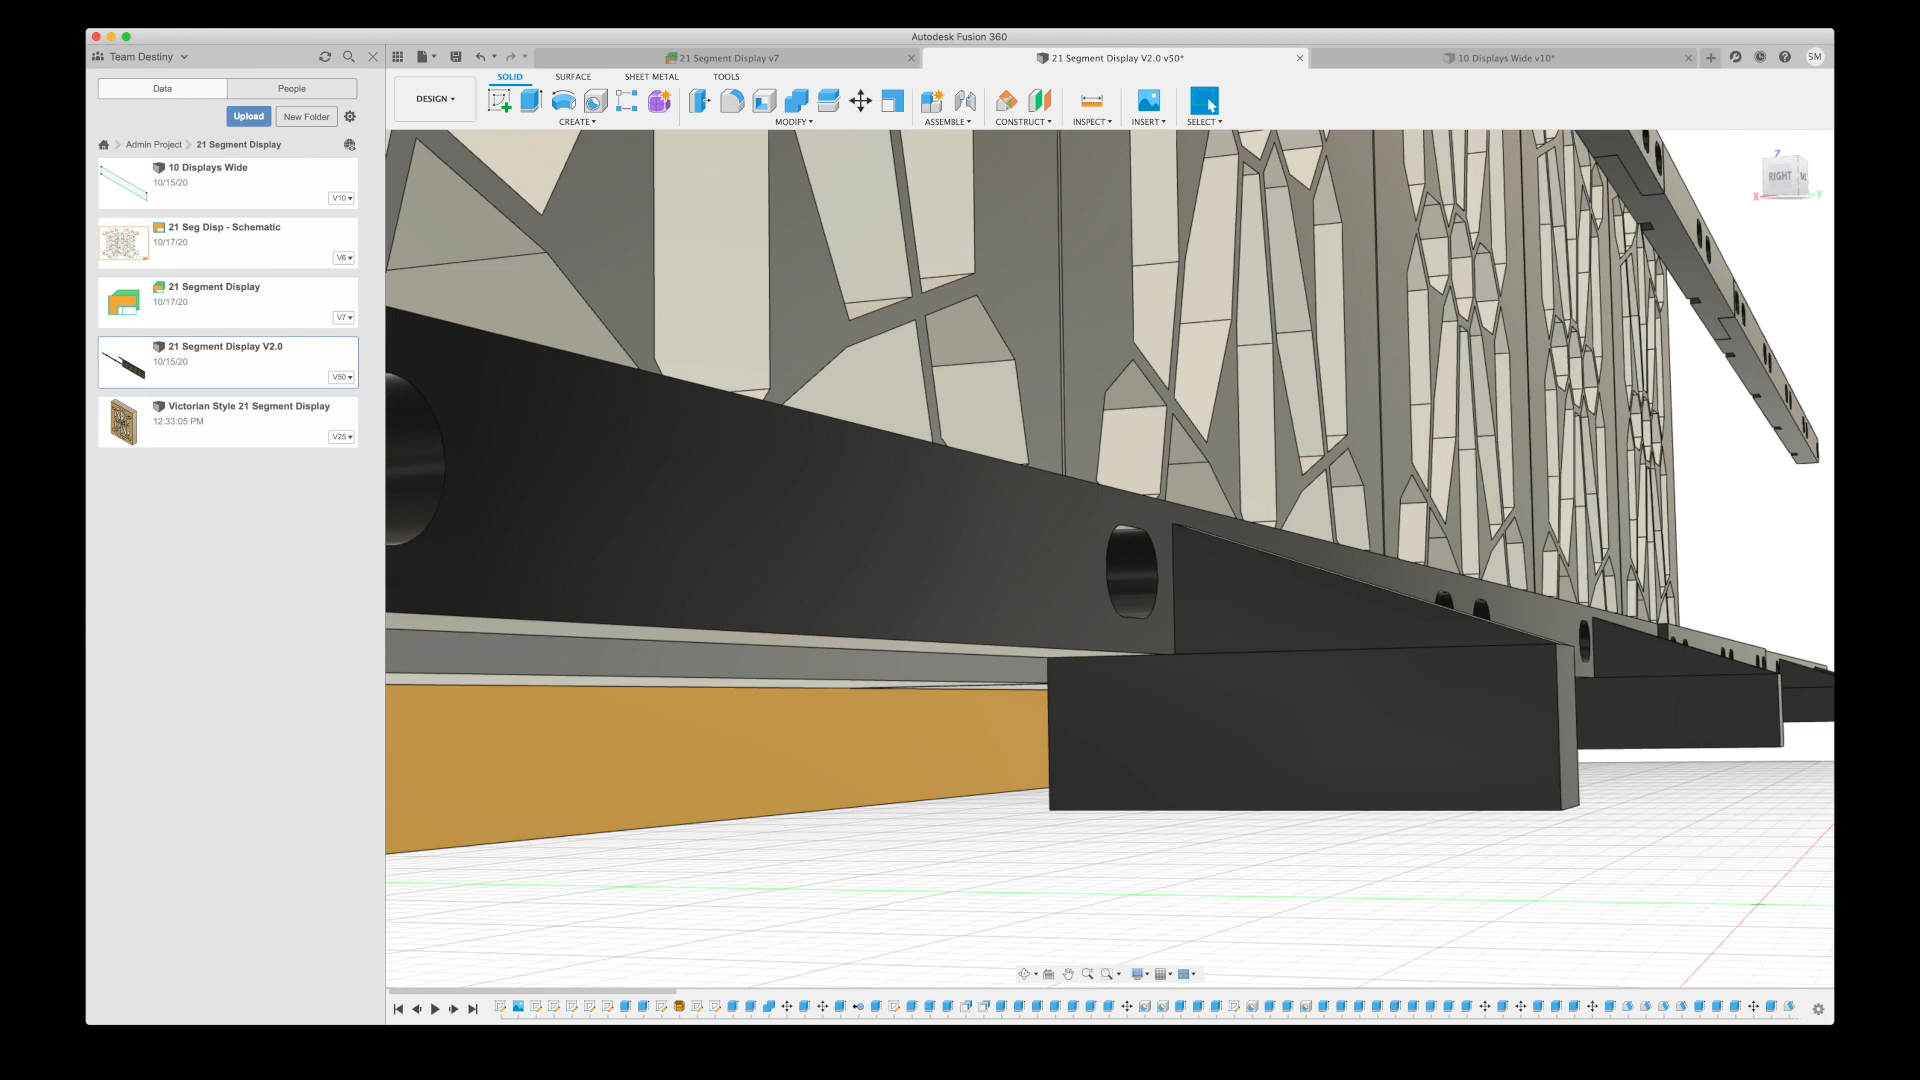 Autodesk Fusion 360
Team Destiny
21 Segment Display v7
21 Segment Display V2.0 v50*
10 Displays Wide v10*
SM
Data
People
Upload
New Folder
Admin Project
21 Segment Display
10 Displays Wide
10/15/20
V10
21 Seg Disp - Schematic
10/17/20
V6
21 Segment Display
10/17/20
V7
21 Segment Display V2.0
10/15/20
V50
Victorian Style 21 Segment Display
12:33:05 PM
V25
DESIGN
SOLID
SURFACE
SHEET METAL
TOOLS
CREATE
MODIFY
ASSEMBLE
CONSTRUCT
INSPECT
INSERT
SELECT
Z
RIGHT
X
Y